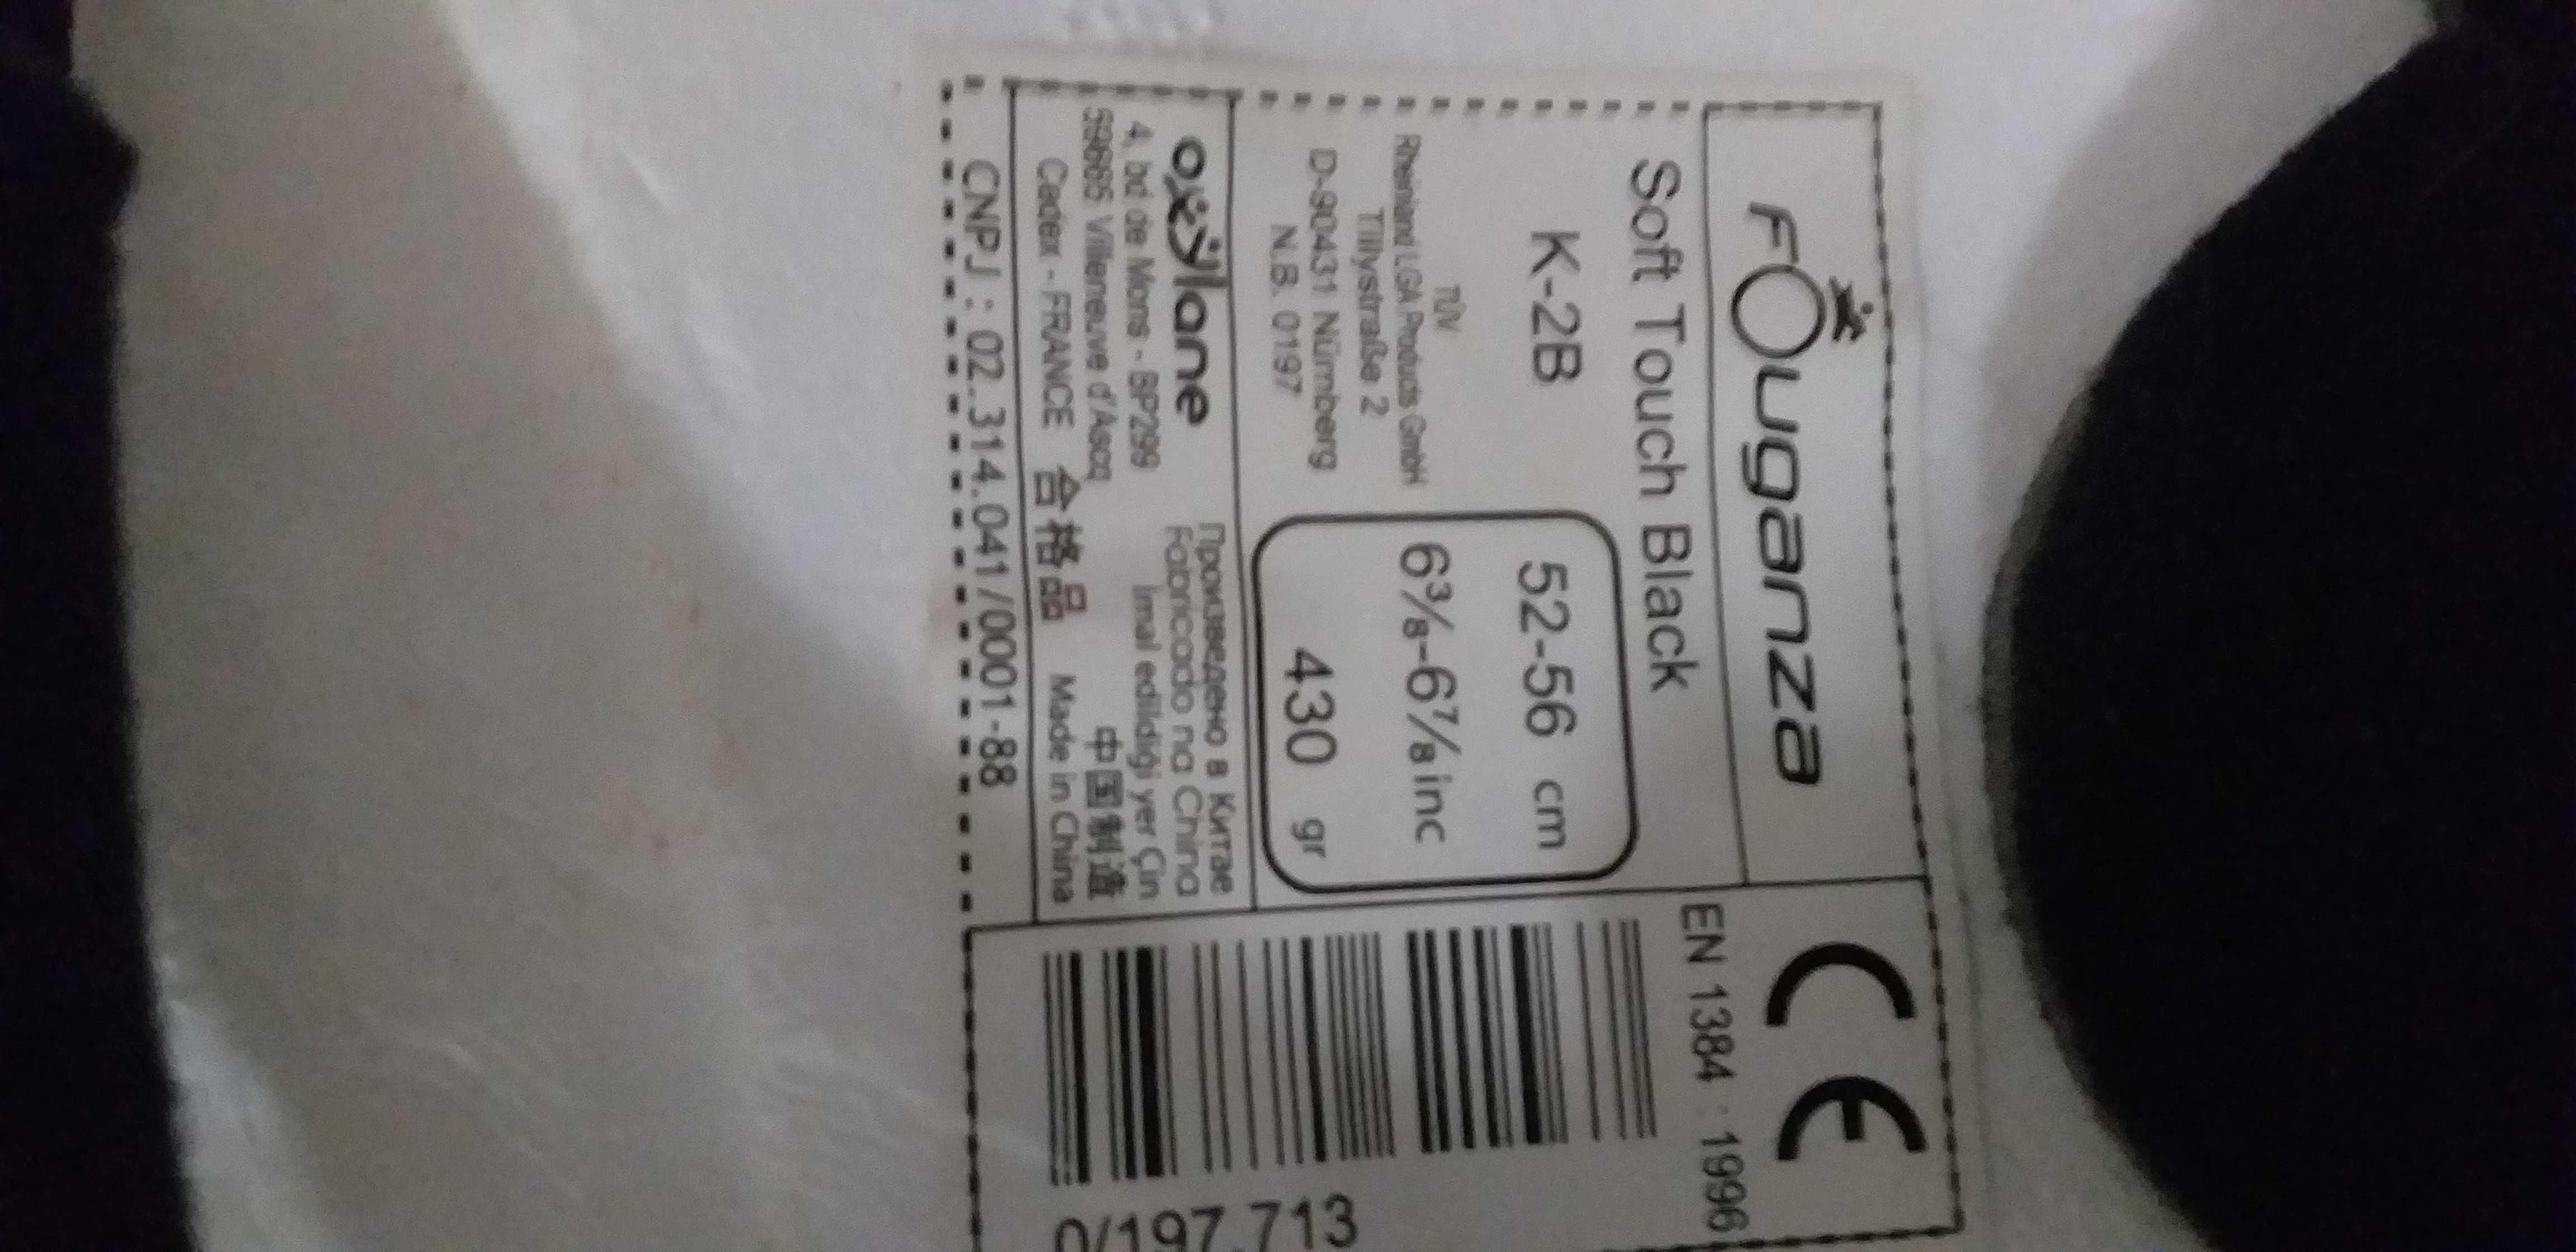 FOuganza
Soft Touch Black
K-2B
TÜV
Rheinland LGA Products GmbH
Tillystraße 2
D-90431 Nürnberg
N.B. 0197
52-56 cm
6⅜-6⅞ inc
430 gr
oxylane
4, bd de Mons - BP299
59665 Villeneuve d'Ascq
Cedex - FRANCE
合格品
Произведено в Китае
Fabricado na China
İmal edildiği yer Çin
中国制造
Made in China
CNPJ : 02.314.041/0001-88
CE
EN 1384 : 1996
0/197.713